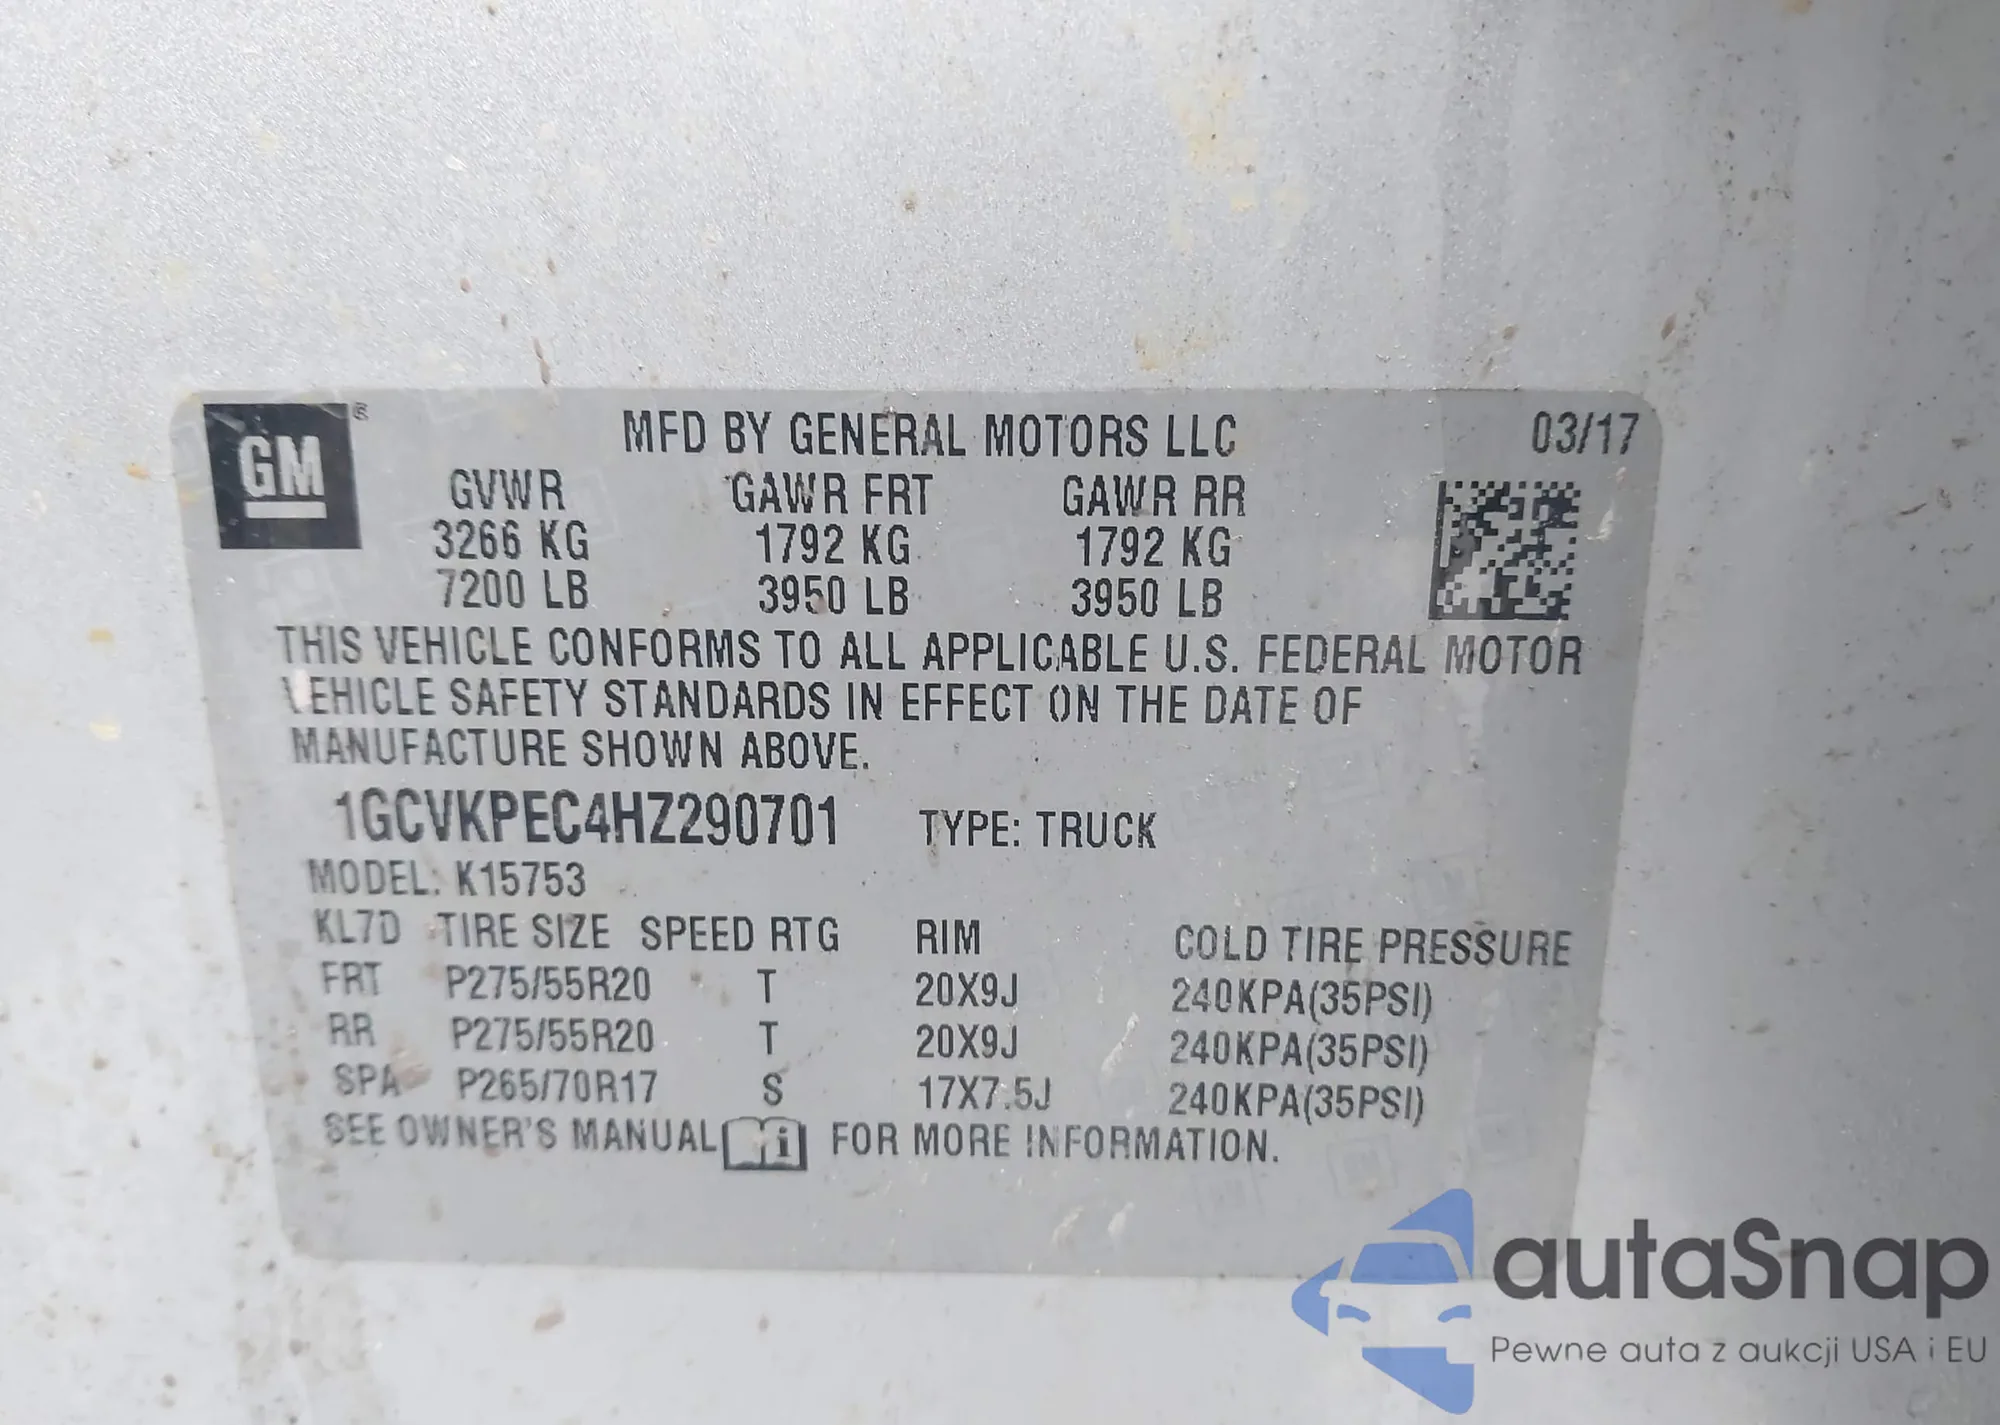 GM®
MFD BY GENERAL MOTORS LLC 03/17
GVWR GAWR FRT GAWR RR
3266 KG 1792 KG 1792 KG
7200 LB 3950 LB 3950 LB
THIS VEHICLE CONFORMS TO ALL APPLICABLE U.S. FEDERAL MOTOR
VEHICLE SAFETY STANDARDS IN EFFECT ON THE DATE OF
MANUFACTURE SHOWN ABOVE.
1GCVKPEC4HZ290701 TYPE: TRUCK
MODEL: K15753
KL7D TIRE SIZE SPEED RTG RIM COLD TIRE PRESSURE
FRT P275/55R20 T 20X9J 240KPA(35PSI)
RR P275/55R20 T 20X9J 240KPA(35PSI)
SPA P265/70R17 S 17X7.5J 240KPA(35PSI)
SEE OWNER'S MANUAL i FOR MORE INFORMATION.
autaSnap
Pewne auta z aukcji USA i EU